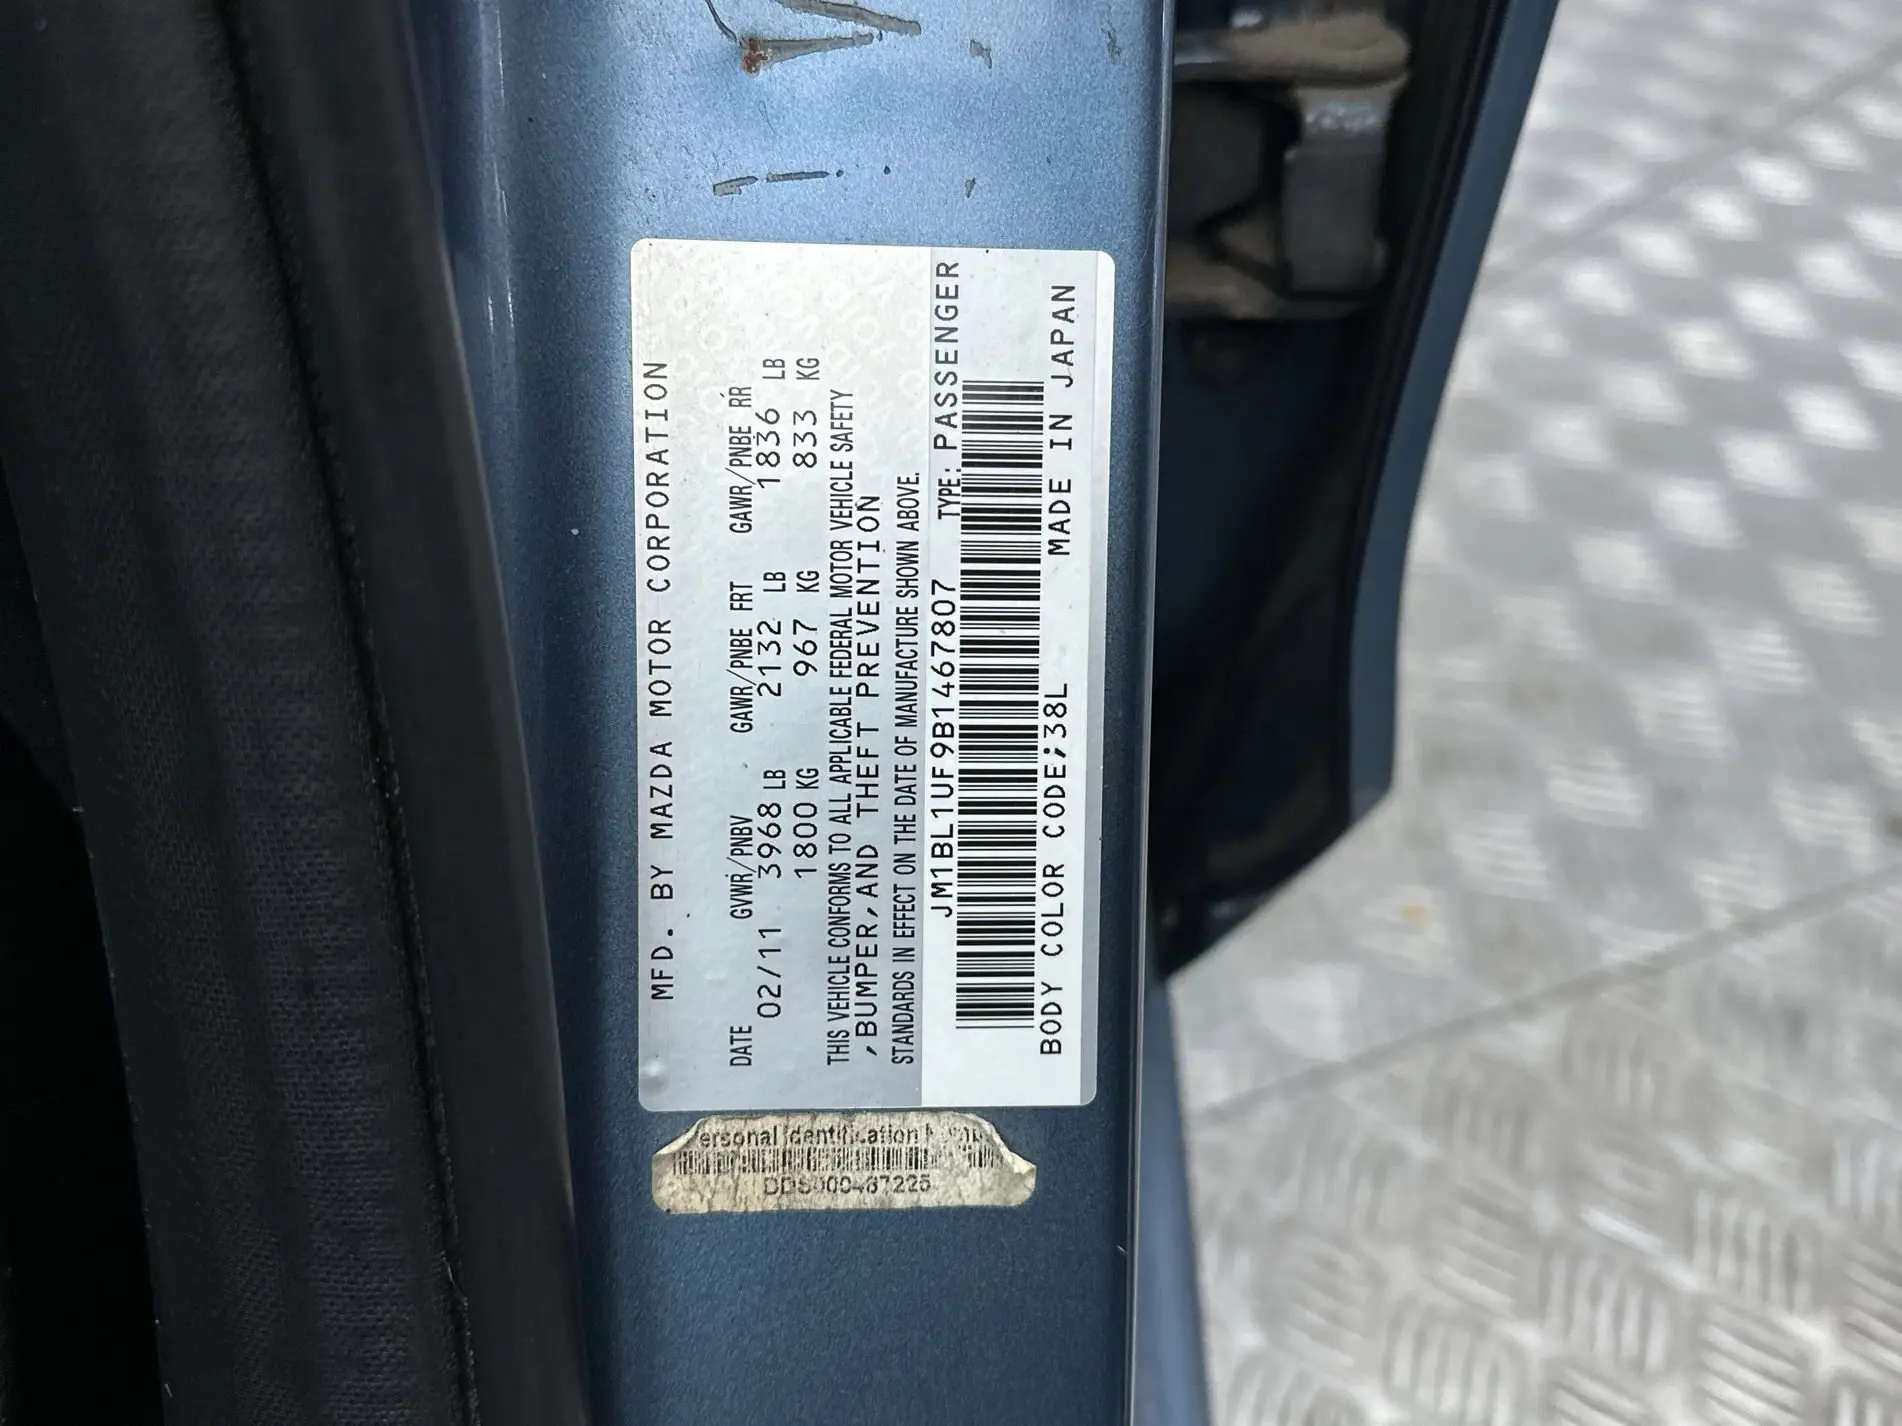 MFD. BY MAZDA MOTOR CORPORATION
DATE GVWR/PNBV GAWR/PNBE FRT GAWR/PNBE RR
02/11 3968 LB 2132 LB 1836 LB
1800 KG 967 KG 833 KG
THIS VEHICLE CONFORMS TO ALL APPLICABLE FEDERAL MOTOR VEHICLE SAFETY
,BUMPER,AND THEFT PREVENTION
STANDARDS IN EFFECT ON THE DATE OF MANUFACTURE SHOWN ABOVE.
JM1BL1UF9B1467807 TYPE: PASSENGER
BODY COLOR CODE;38L MADE IN JAPAN
ersonal Identification